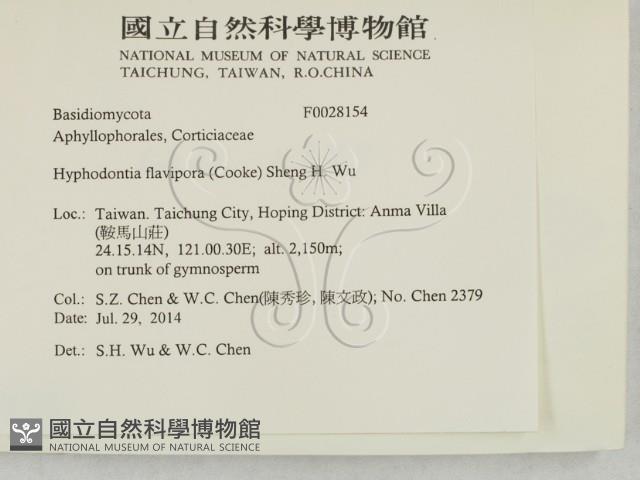 國立自然科學博物館
NATIONAL MUSEUM OF NATURAL SCIENCE
TAICHUNG, TAIWAN, R.O.CHINA
Basidiomycota F0028154
Aphyllophorales, Corticiaceae
Hyphodontia flavipora (Cooke) Sheng H. Wu
Loc.: Taiwan. Taichung City, Hoping District: Anma Villa
(鞍馬山莊)
24.15.14N, 121.00.30E; alt. 2,150m;
on trunk of gymnosperm
Col.: S.Z. Chen & W.C. Chen(陳秀珍, 陳文政); No. Chen 2379
Date: Jul. 29, 2014
Det.: S.H. Wu & W.C. Chen
國立自然科學博物館
NATIONAL MUSEUM OF NATURAL SCIENCE